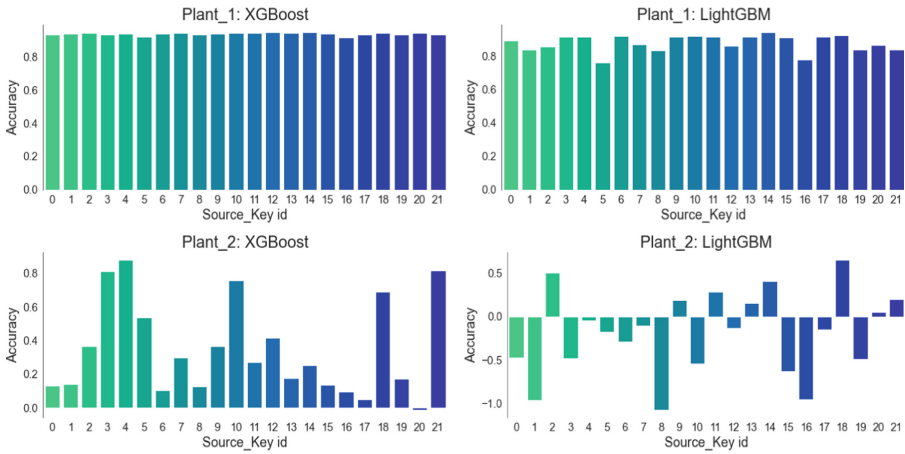 Plant_1: XGBoost
Accuracy
0.8
0.6
0.4
0.2
0.0
0 1 2 3 4 5 6 7 8 9 10 11 12 13 14 15 16 17 18 19 20 21
Source_Key id
Plant_1: LightGBM
Accuracy
0.8
0.6
0.4
0.2
0.0
0 1 2 3 4 5 6 7 8 9 10 11 12 13 14 15 16 17 18 19 20 21
Source_Key id
Plant_2: XGBoost
Accuracy
0.8
0.6
0.4
0.2
0.0
0 1 2 3 4 5 6 7 8 9 10 11 12 13 14 15 16 17 18 19 20 21
Source_Key id
Plant_2: LightGBM
Accuracy
0.5
0.0
−0.5
−1.0
0 1 2 3 4 5 6 7 8 9 10 11 12 13 14 15 16 17 18 19 20 21
Source_Key id